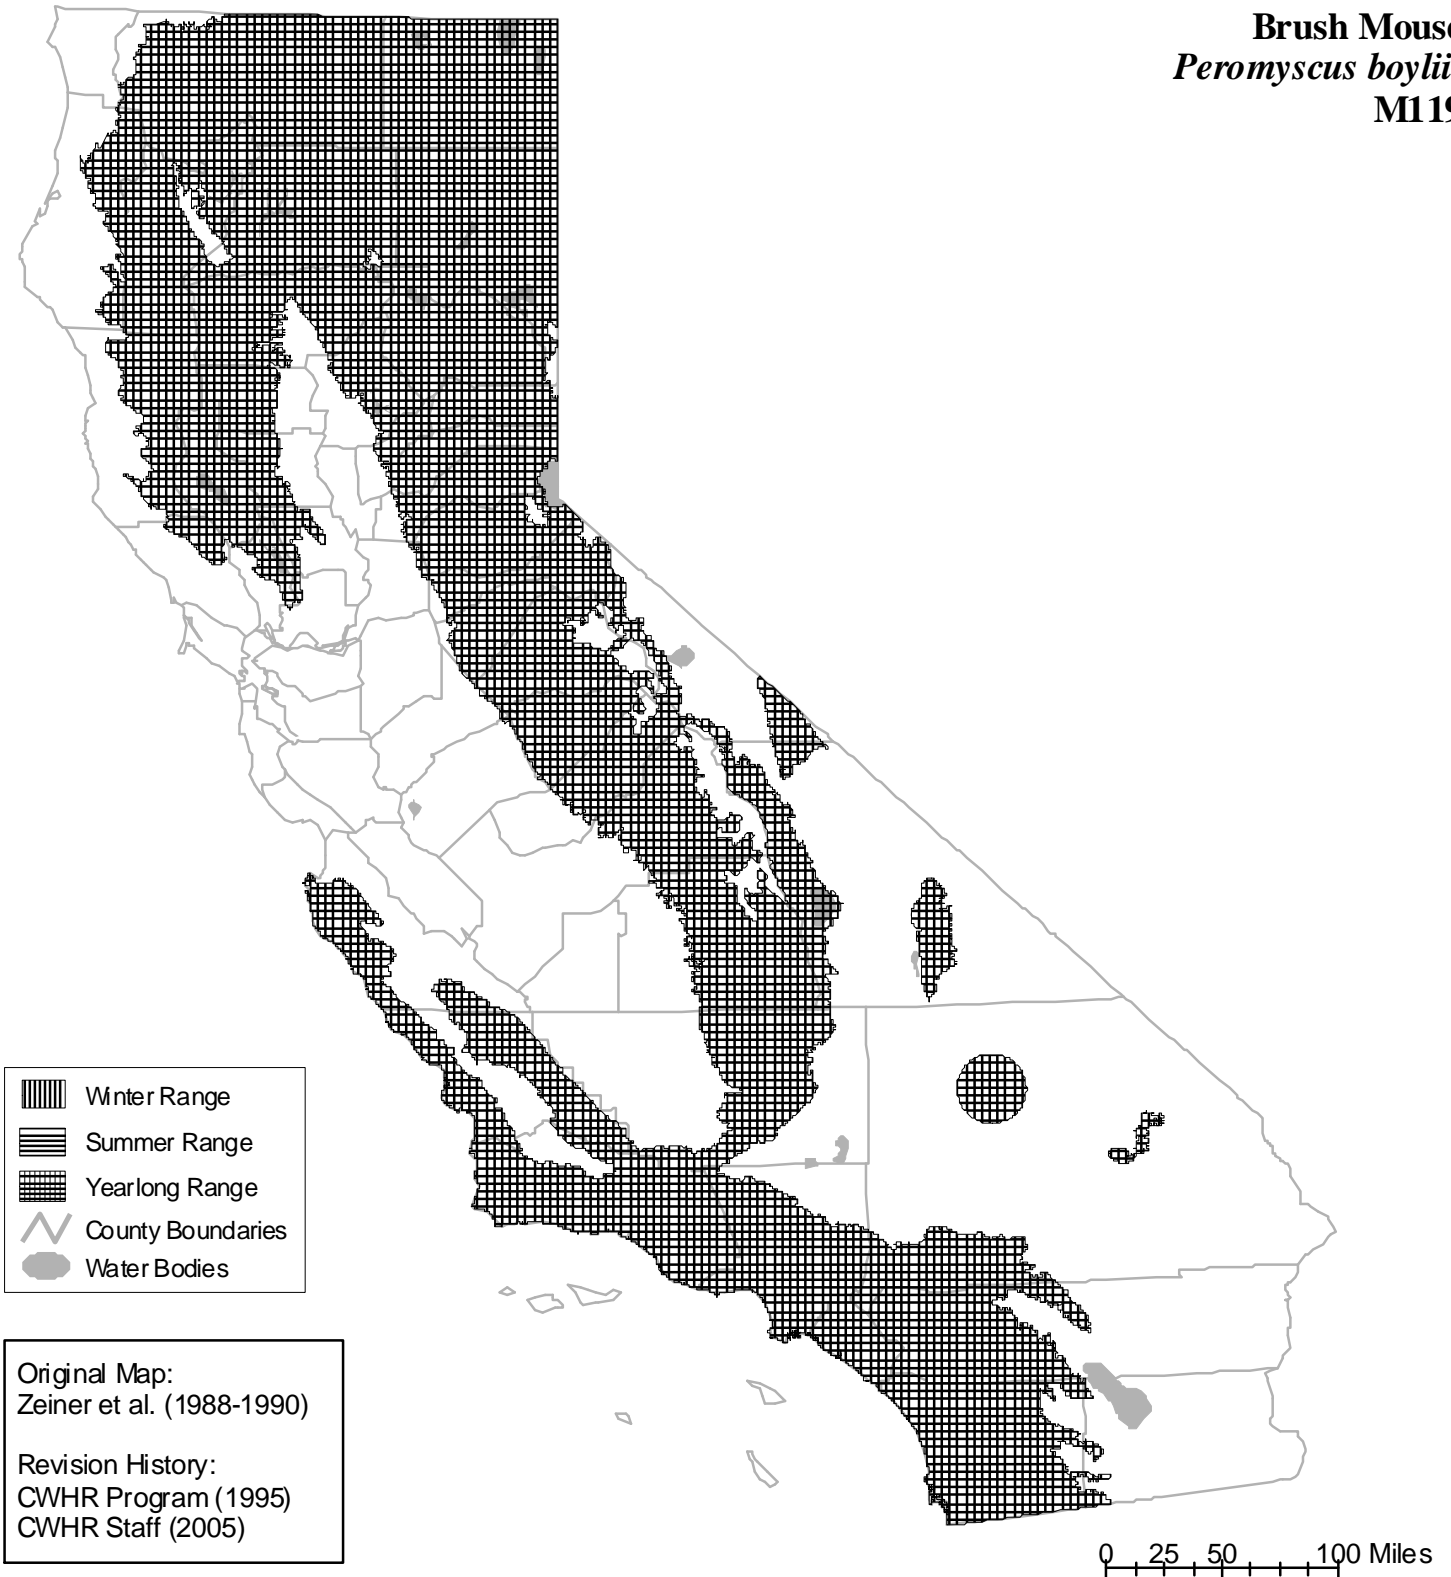 Brush Mouse
Peromyscus boylii
M119
Winter Range
Summer Range
Yearlong Range
County Boundaries
Water Bodies
Original Map:
Zeiner et al. (1988-1990)
Revision History:
CWHR Program (1995)
CWHR Staff (2005)
0 25 50 100 Miles